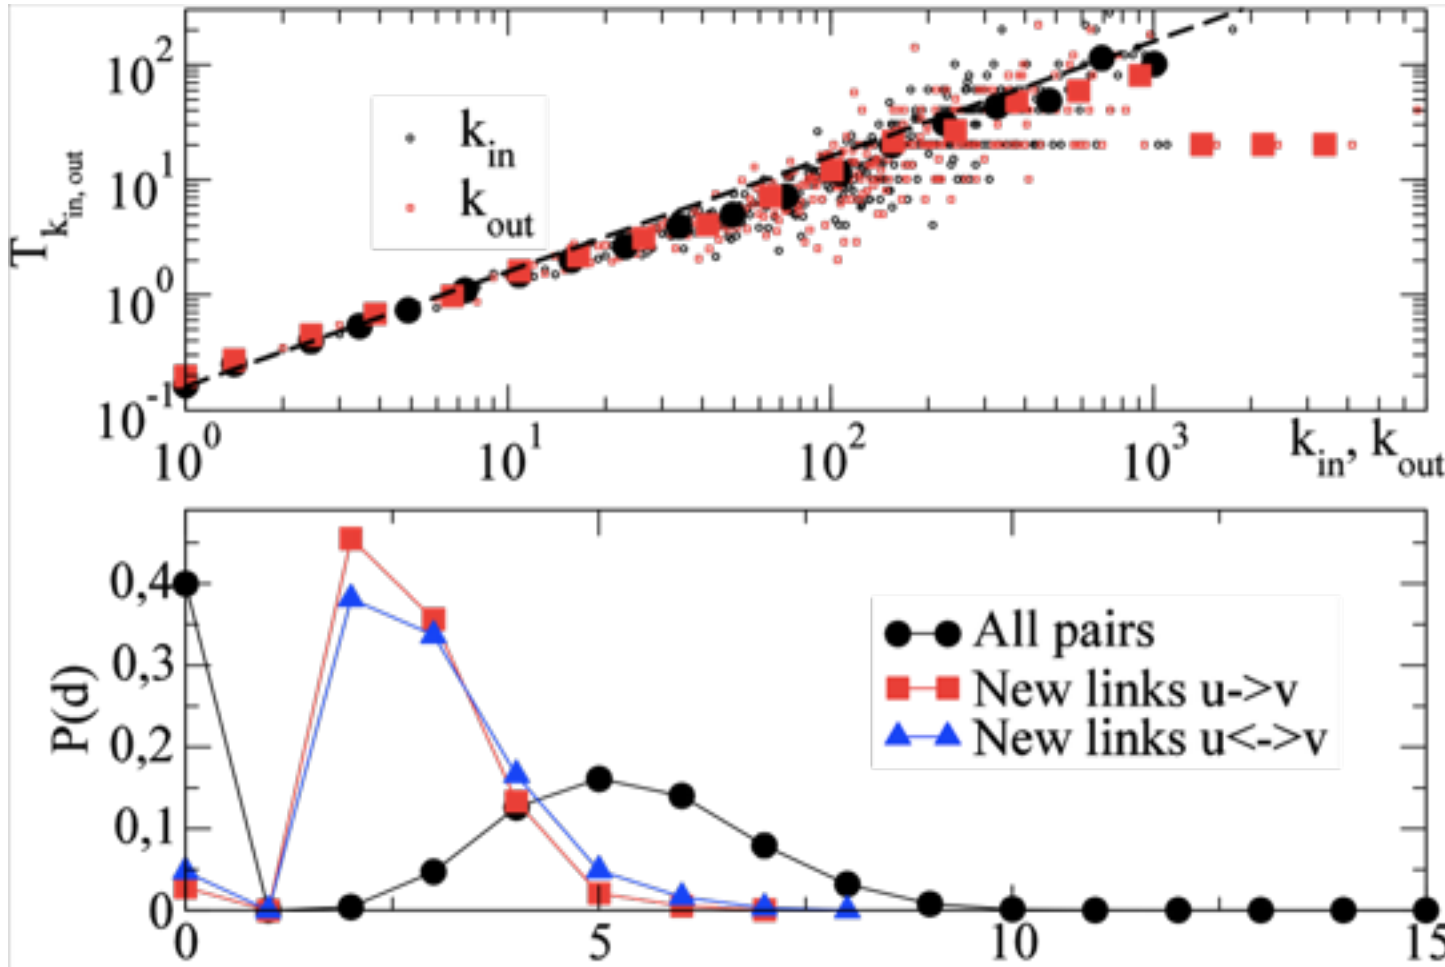 10^2
10^1
10^0
10^-1
T_k_in, out
k_in
k_out
10^0 10^1 10^2 10^3 k_in, k_out
0,4
0,3
0,2
0,1
0
P(d)
All pairs
New links u->v
New links u<->v
0 5 10 15